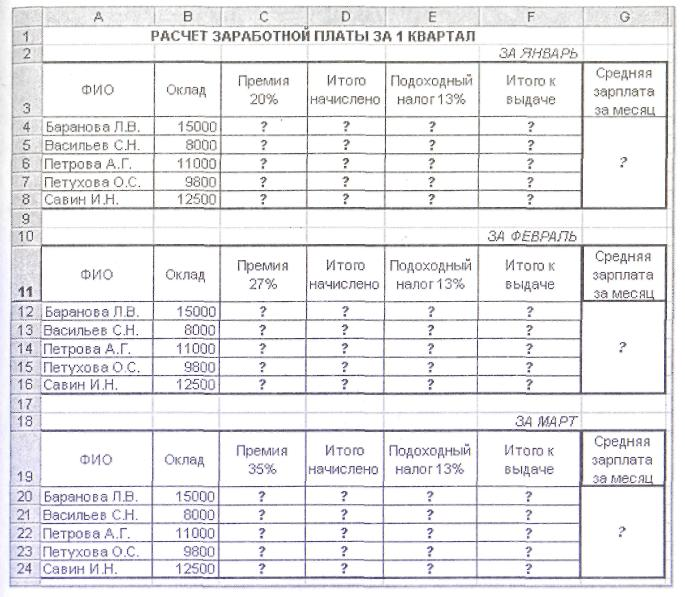 A B C D E F G
1 РАСЧЕТ ЗАРАБОТНОЙ ПЛАТЫ ЗА 1 КВАРТАЛ
2 ЗА ЯНВАРЬ
3 ФИО Оклад Премия 20% Итого начислено Подоходный налог 13% Итого к выдаче Средняя зарплата за месяц
4 Баранова Л.В. 15000 ? ? ? ?
5 Васильев С.Н. 8000 ? ? ? ?
6 Петрова А.Г. 11000 ? ? ? ? ?
7 Петухова О.С. 9800 ? ? ? ?
8 Савин И.Н. 12500 ? ? ? ?
9
10 ЗА ФЕВРАЛЬ
11 ФИО Оклад Премия 27% Итого начислено Подоходный налог 13% Итого к выдаче Средняя зарплата за месяц
12 Баранова Л.В. 15000 ? ? ? ?
13 Васильев С.Н. 8000 ? ? ? ?
14 Петрова А.Г. 11000 ? ? ? ? ?
15 Петухова О.С. 9800 ? ? ? ?
16 Савин И.Н. 12500 ? ? ? ?
17
18 ЗА МАРТ
19 ФИО Оклад Премия 35% Итого начислено Подоходный налог 13% Итого к выдаче Средняя зарплата за месяц
20 Баранова Л.В. 15000 ? ? ? ?
21 Васильев С.Н. 8000 ? ? ? ?
22 Петрова А.Г. 11000 ? ? ? ? ?
23 Петухова О.С. 9800 ? ? ? ?
24 Савин И.Н. 12500 ? ? ? ?